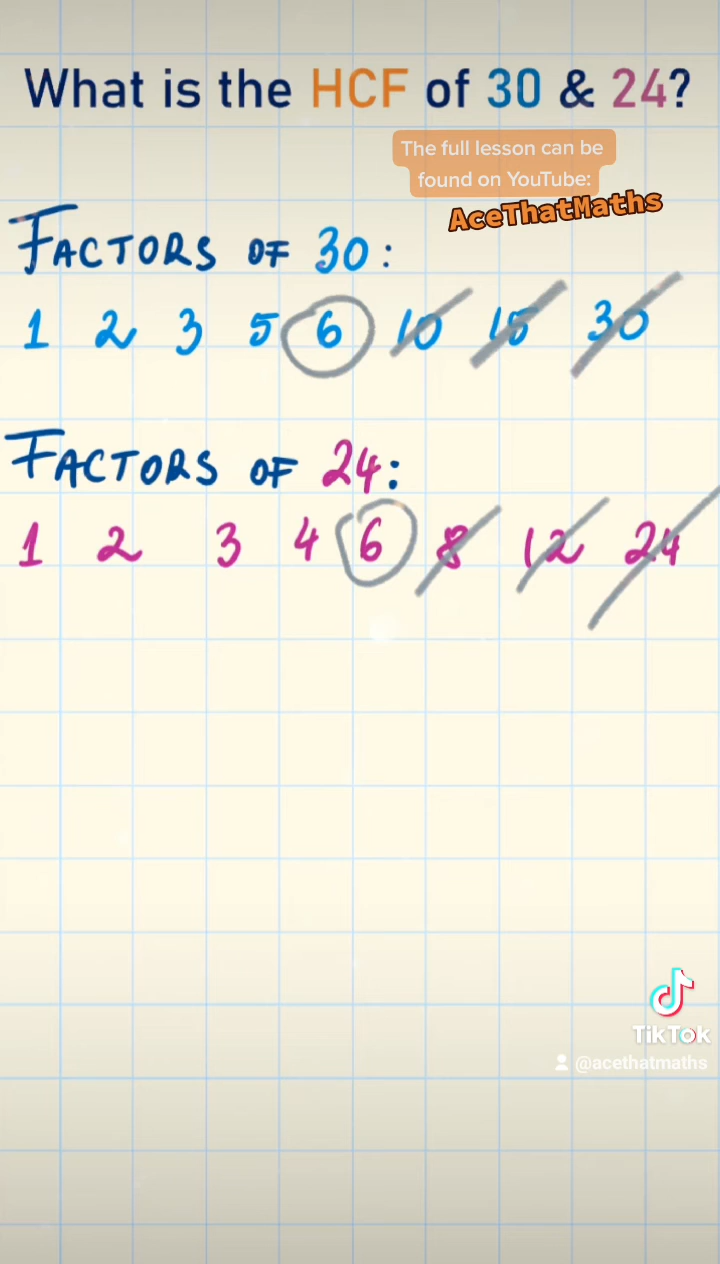 What is the HCF of 30 & 24?
The full lesson can be
found on YouTube:
AceThatMaths
FACTORS OF 30:
1 2 3 5 6 10 15 30
FACTORS OF 24:
1 2 3 4 6 8 12 24
TikTok
@acethatmaths